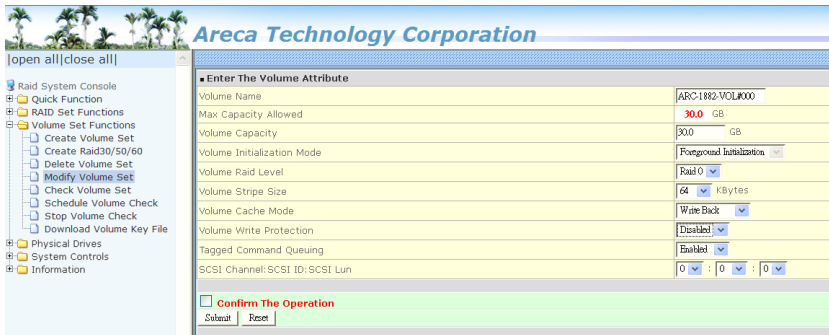 Areca Technology Corporation
|open all|close all|
Raid System Console
Quick Function
RAID Set Functions
Volume Set Functions
Create Volume Set
Create Raid30/50/60
Delete Volume Set
Modify Volume Set
Check Volume Set
Schedule Volume Check
Stop Volume Check
Download Volume Key File
Physical Drives
System Controls
Information
Enter The Volume Attribute
Volume Name ARC-1882-VOL#000
Max Capacity Allowed 30.0 GB
Volume Capacity 30.0 GB
Volume Initialization Mode Foreground Initialization
Volume Raid Level Raid 0
Volume Stripe Size 64 KBytes
Volume Cache Mode Write Back
Volume Write Protection Disabled
Tagged Command Queuing Enabled
SCSI Channel:SCSI ID:SCSI Lun 0 : 0 : 0
Confirm The Operation
Submit Reset